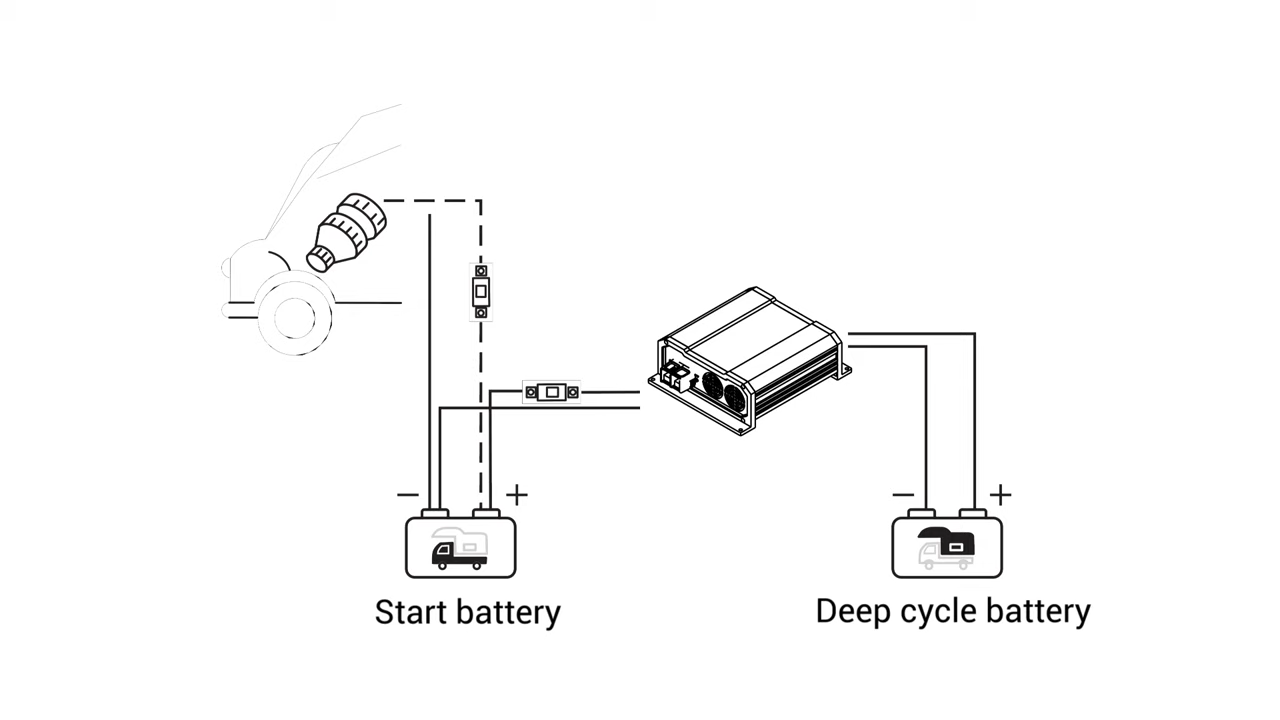 − +
− +
Start battery
Deep cycle battery